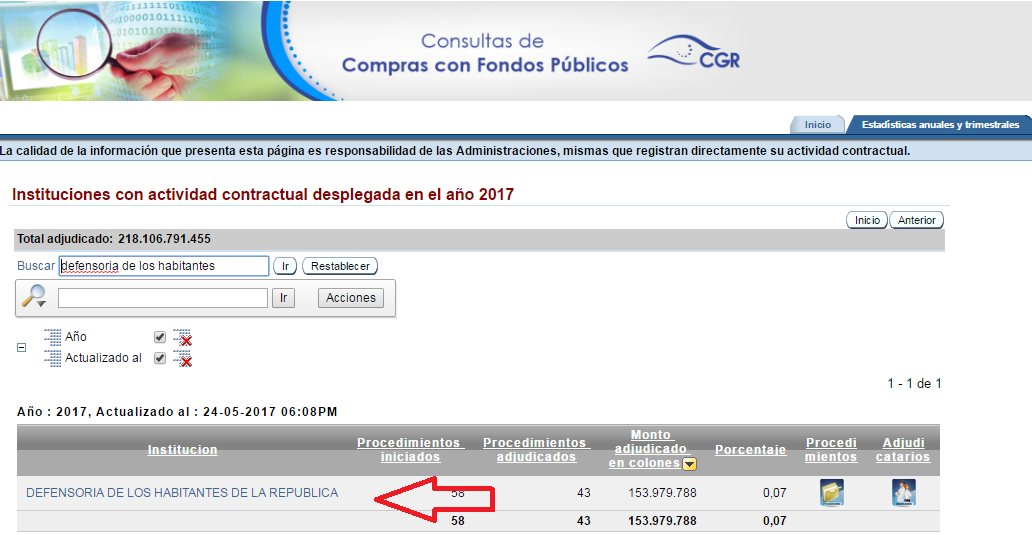 Consultas de
Compras con Fondos Públicos
CGR
Inicio
Estadísticas anuales y trimestrales
La calidad de la información que presenta esta página es responsabilidad de las Administraciones, mismas que registran directamente su actividad contractual.
Instituciones con actividad contractual desplegada en el año 2017
Inicio Anterior
Total adjudicado: 218.106.791.455
Buscar defensoria de los habitantes Ir Restablecer
Ir Acciones
Año
Actualizado al
1 - 1 de 1
Año : 2017, Actualizado al : 24-05-2017 06:08PM
Institucion
Procedimientos
iniciados
Procedimientos
adjudicados
Monto
adjudicado
en colones
Porcentaje
Procedi
mientos
Adjudi
catarios
DEFENSORIA DE LOS HABITANTES DE LA REPUBLICA 58 43 153.979.788 0,07
58 43 153.979.788 0,07